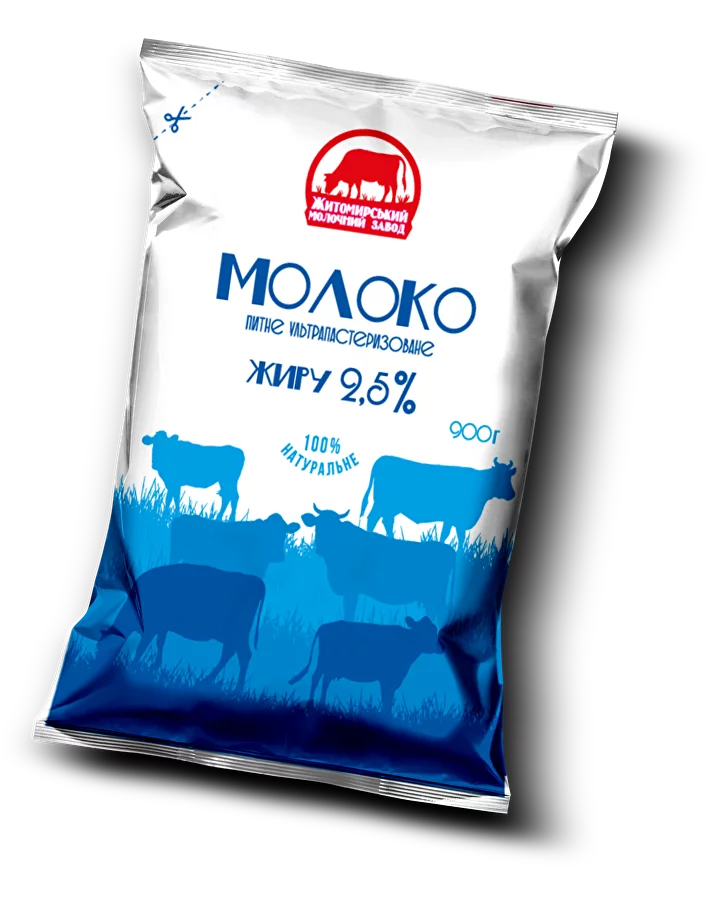 Житомирський
молочний завод
Молоко
питне ультрапастеризоване
жиру 2,5%
900г
100%
натуральне